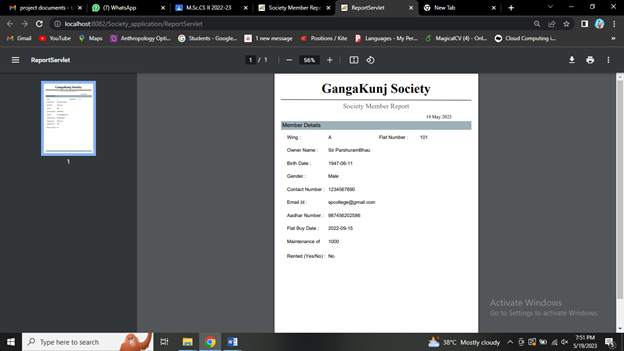 project documents
(7) WhatsApp
M.Sc.CS II 2022-23
Society Member Repo
ReportServlet
New Tab
localhost:8082/Society_application/ReportServlet
Gmail
YouTube
Maps
Anthropology Opti...
Students - Google...
1 new message
Positions / Kite
Languages - My Per...
MagicalCV (4) - Onl...
Cloud Computing i...
ReportServlet
1 / 1
56%
1
GangaKunj Society
Society Member Report
19 May 2023
Member Details
Wing : A Flat Number : 101
Owner Name : Sir ParshuramBhau
Birth Date : 1947-06-11
Gender : Male
Contact Number : 1234567890
Email Id : spcollege@gmail.com
Aadhar Number : 987456202586
Flat Buy Date : 2022-09-15
Maintenance of 1000
Rented (Yes/No) : No
Activate Windows
Go to Settings to activate Windows.
Type here to search
38°C Mostly cloudy
7:51 PM
5/19/2023